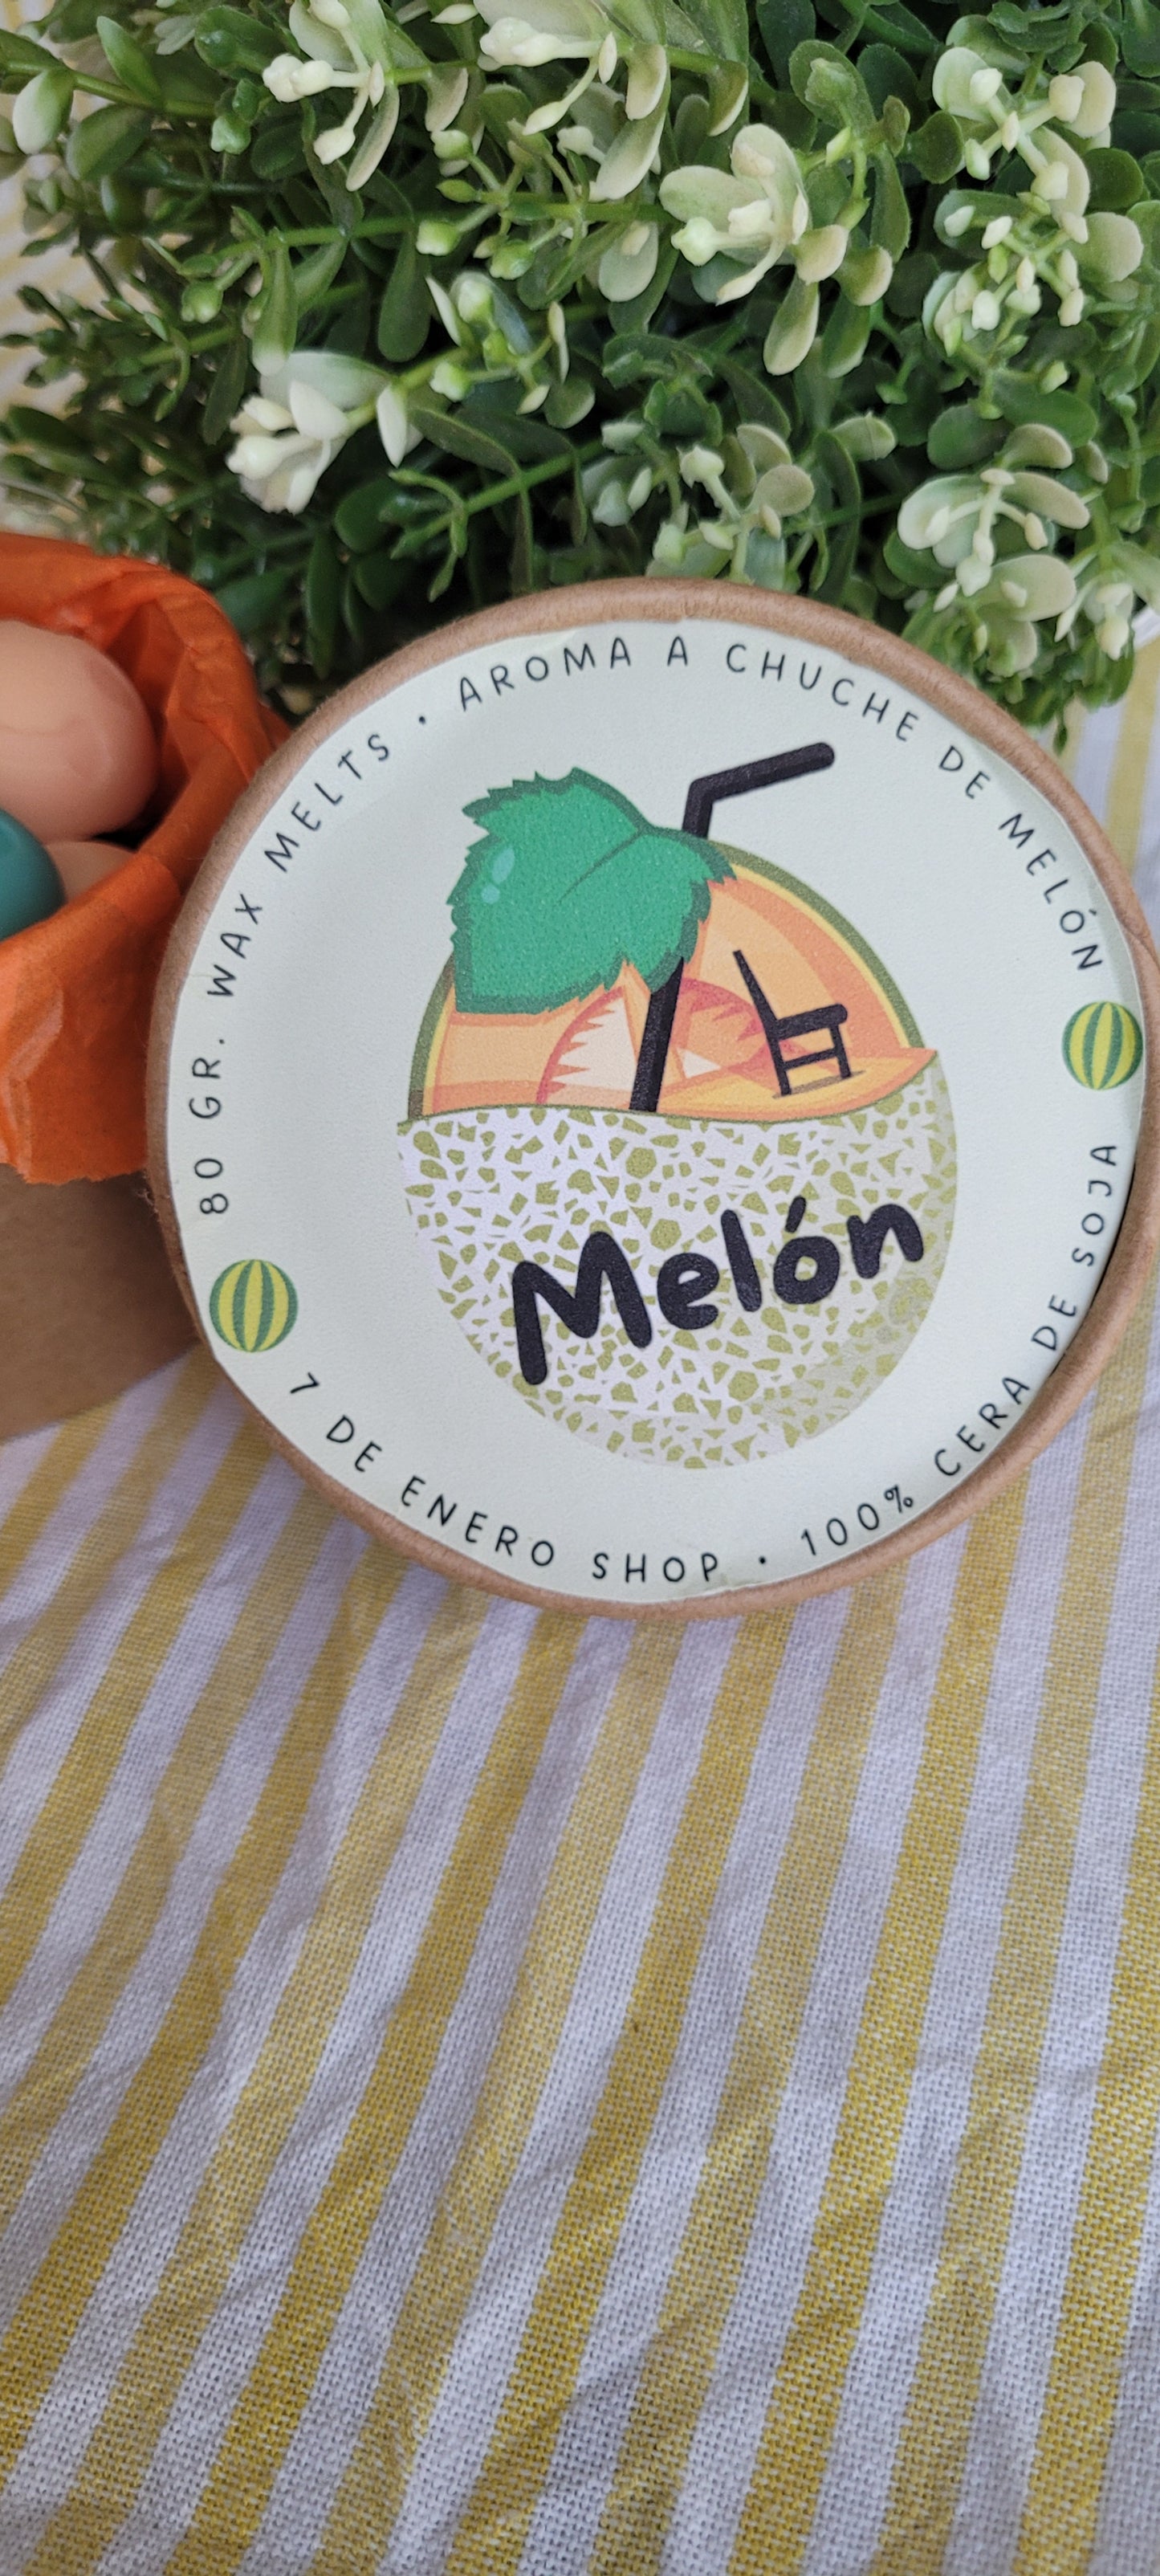 80 GR. WAX MELTS • AROMA A CHUCHE DE MELÓN
Melón
7 DE ENERO SHOP • 100% CERA DE SOJA